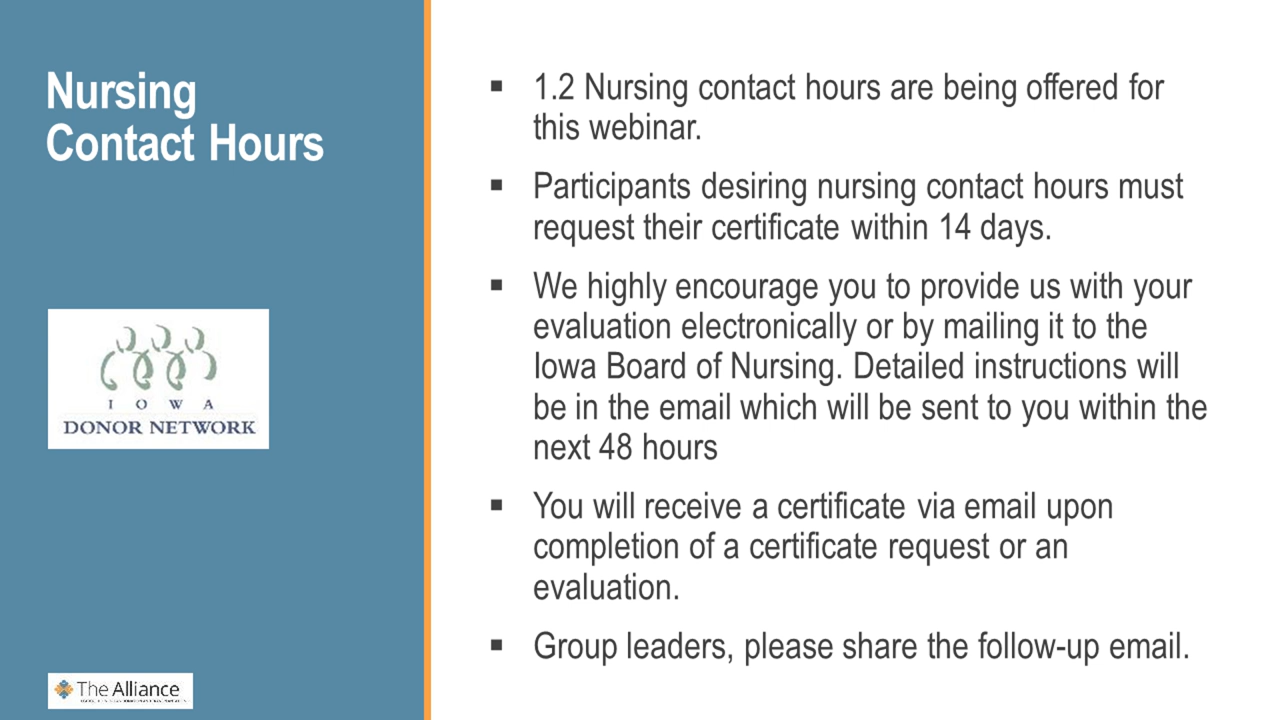 Nursing
Contact Hours
IOWA
DONOR NETWORK
The Alliance
▪ 1.2 Nursing contact hours are being offered for
this webinar.
▪ Participants desiring nursing contact hours must
request their certificate within 14 days.
▪ We highly encourage you to provide us with your
evaluation electronically or by mailing it to the
Iowa Board of Nursing. Detailed instructions will
be in the email which will be sent to you within the
next 48 hours
▪ You will receive a certificate via email upon
completion of a certificate request or an
evaluation.
▪ Group leaders, please share the follow-up email.